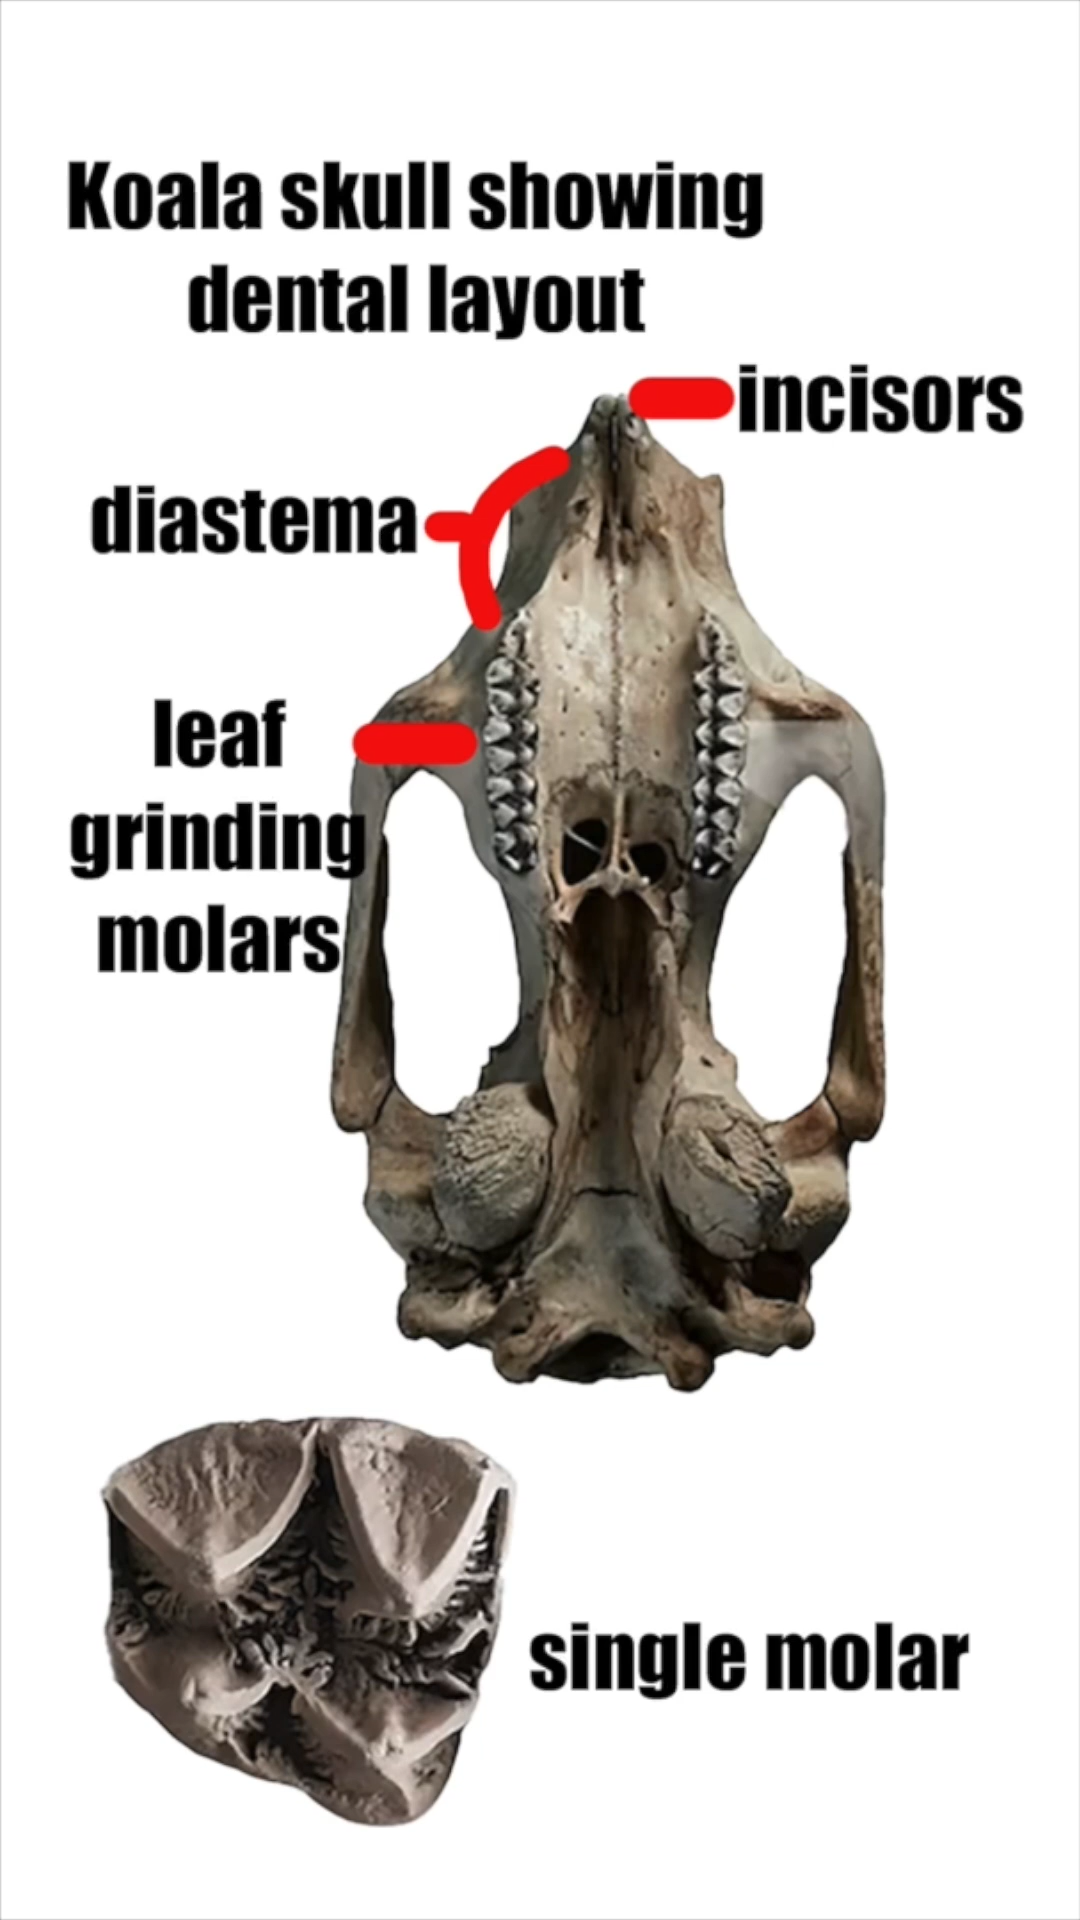 Koala skull showing
dental layout
incisors
diastema
leaf
grinding
molars
single molar